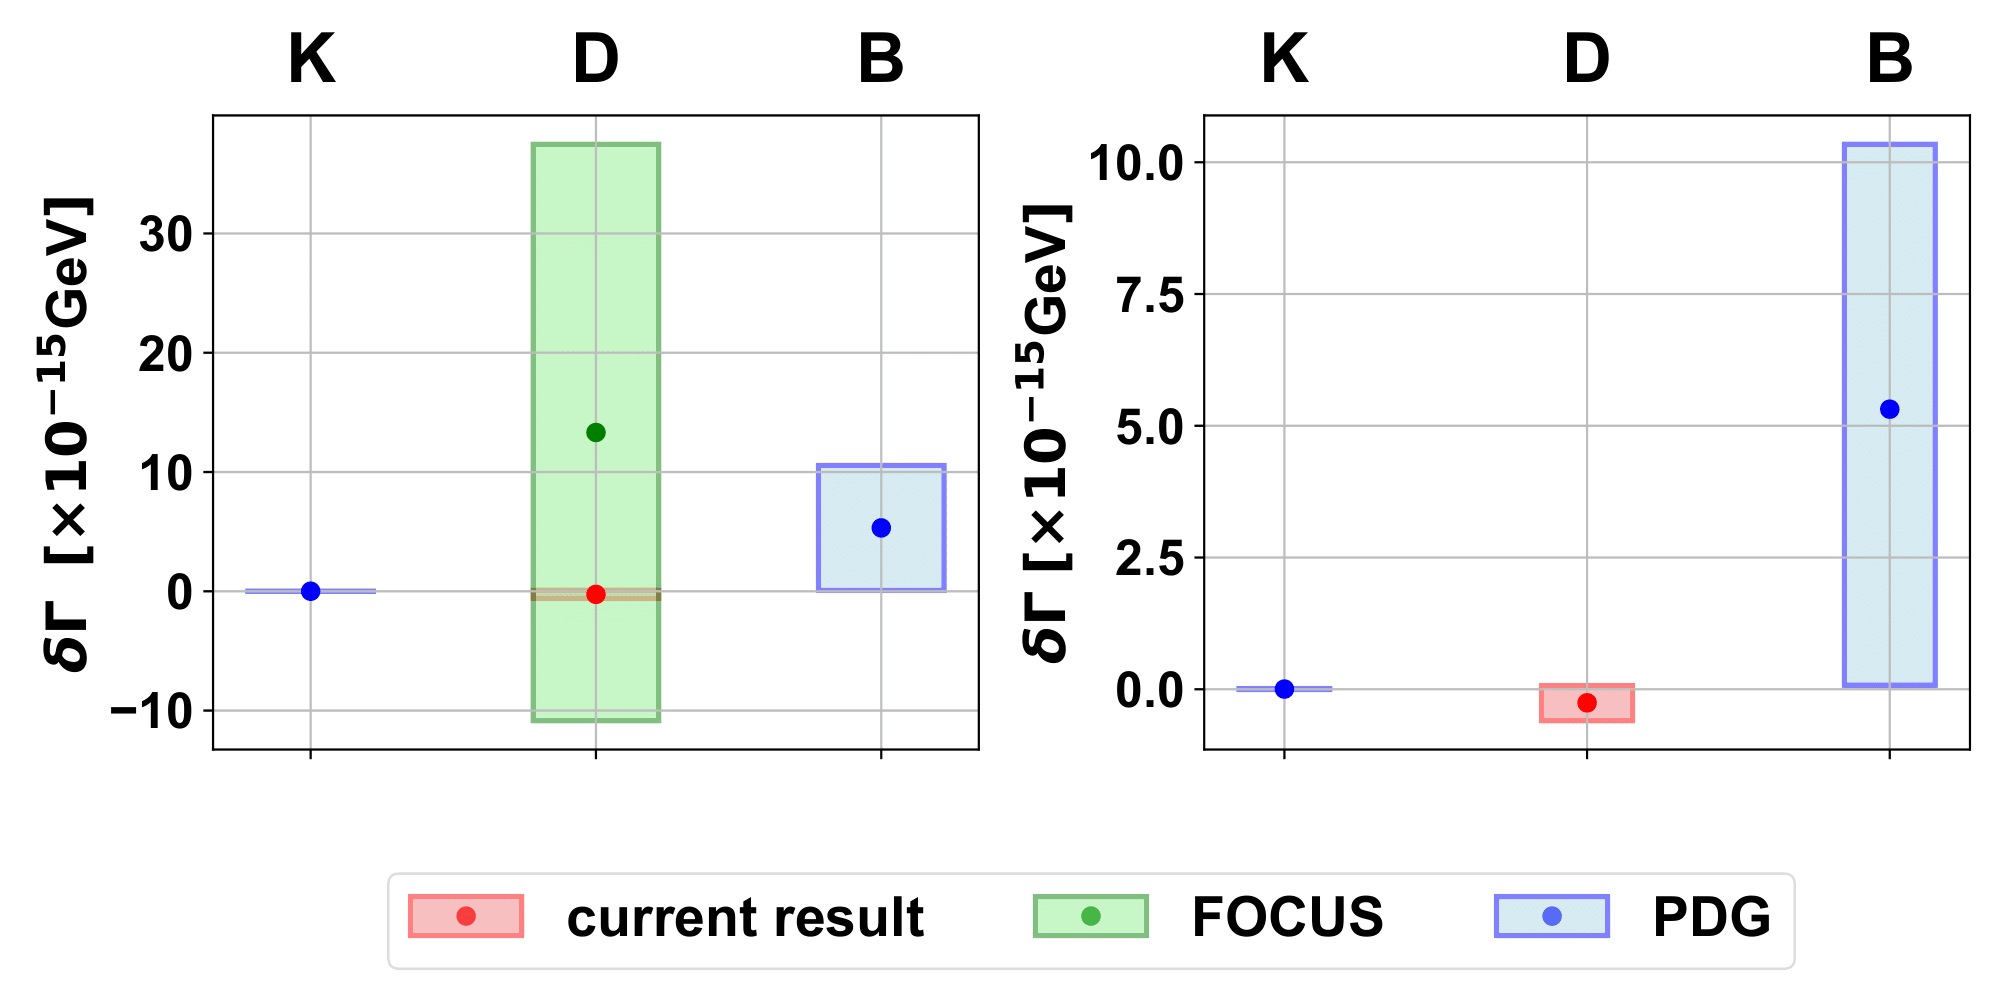 K D B
30
20
10
0
−10
δΓ [×10⁻¹⁵GeV]
K D B
10.0
7.5
5.0
2.5
0.0
δΓ [×10⁻¹⁵GeV]
current result FOCUS PDG